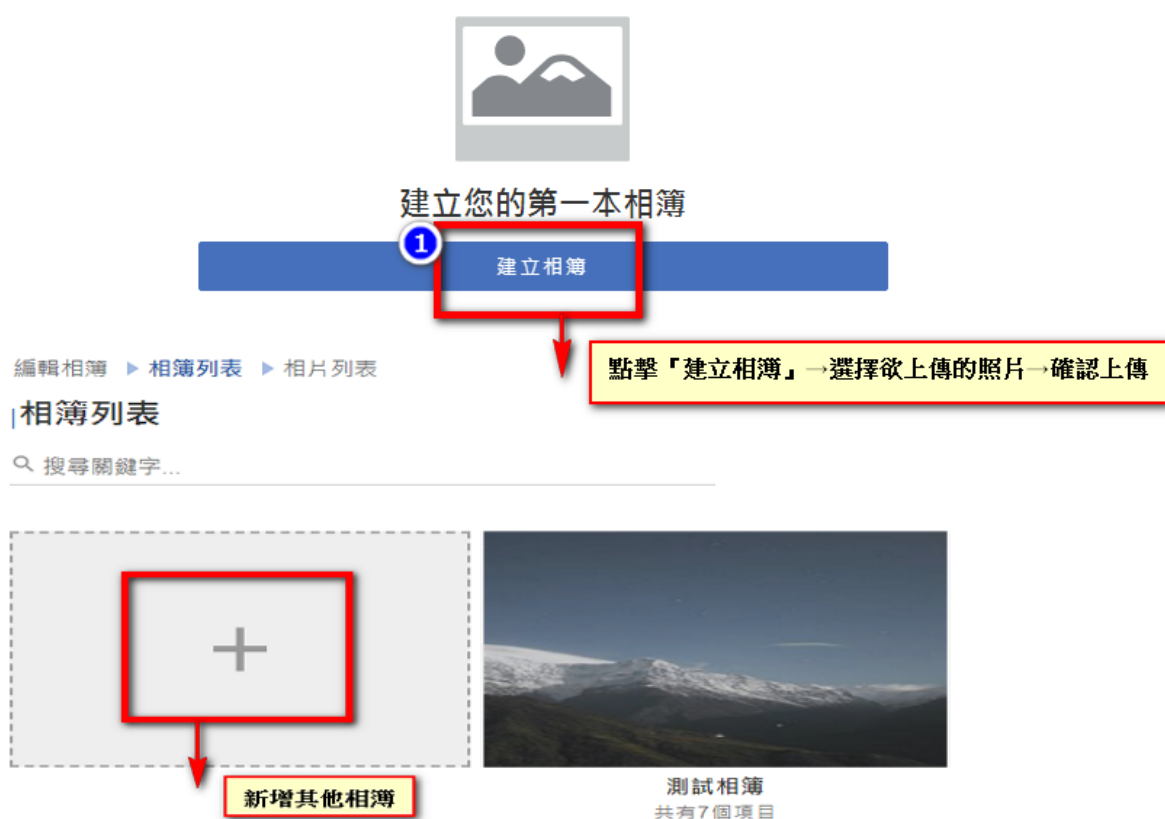 建立您的第一本相簿
1
建立相簿
點擊「建立相簿」→選擇欲上傳的照片→確認上傳
編輯相簿 ▶ 相簿列表 ▶ 相片列表
相簿列表
搜尋關鍵字...
新增其他相簿
測試相簿
共有7個項目